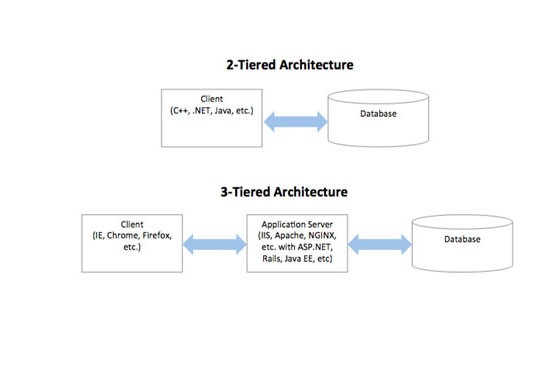 2-Tiered Architecture
Client
(C++, .NET, Java, etc.)
Database
3-Tiered Architecture
Client
(IE, Chrome, Firefox,
etc.)
Application Server
(IIS, Apache, NGINX,
etc. with ASP.NET,
Rails, Java EE, etc)
Database